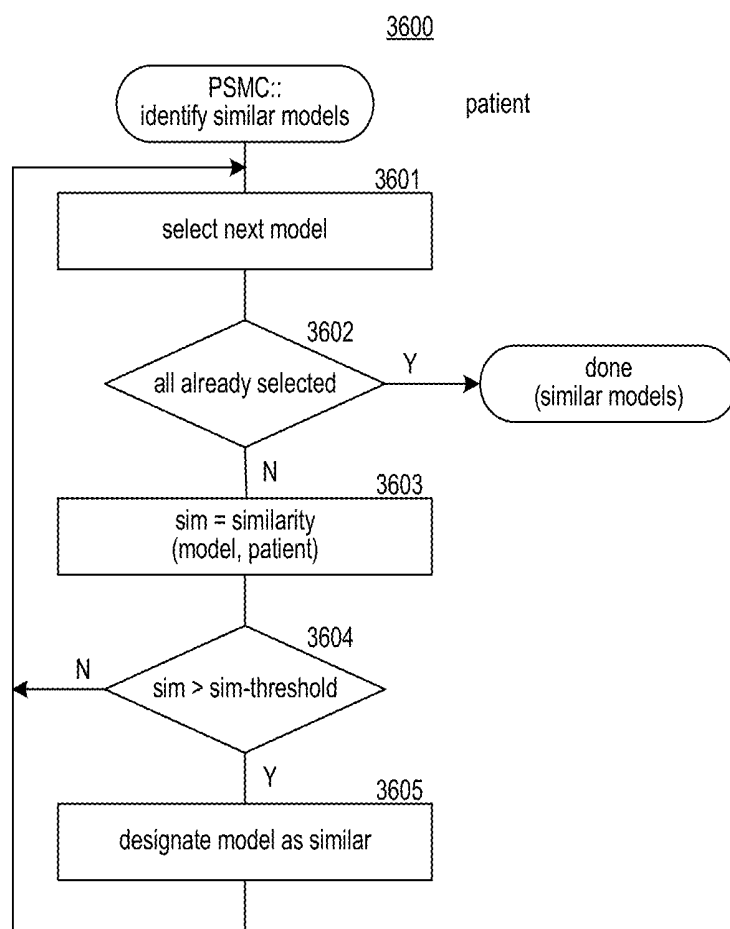 3600
PSMC::
identify similar models
patient
3601
select next model
3602
all already selected
Y
done
(similar models)
N
3603
sim = similarity
(model, patient)
3604
N
sim > sim-threshold
Y
3605
designate model as similar